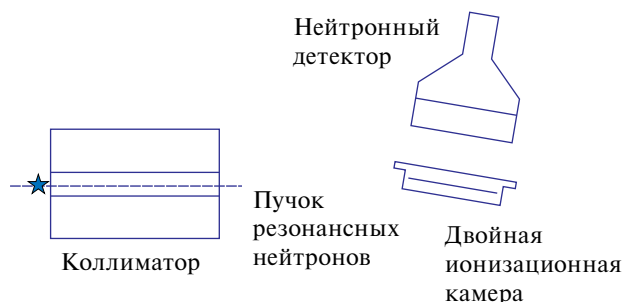 Нейтронный
детектор
Коллиматор
Пучок
резонансных
нейтронов
Двойная
ионизационная
камера